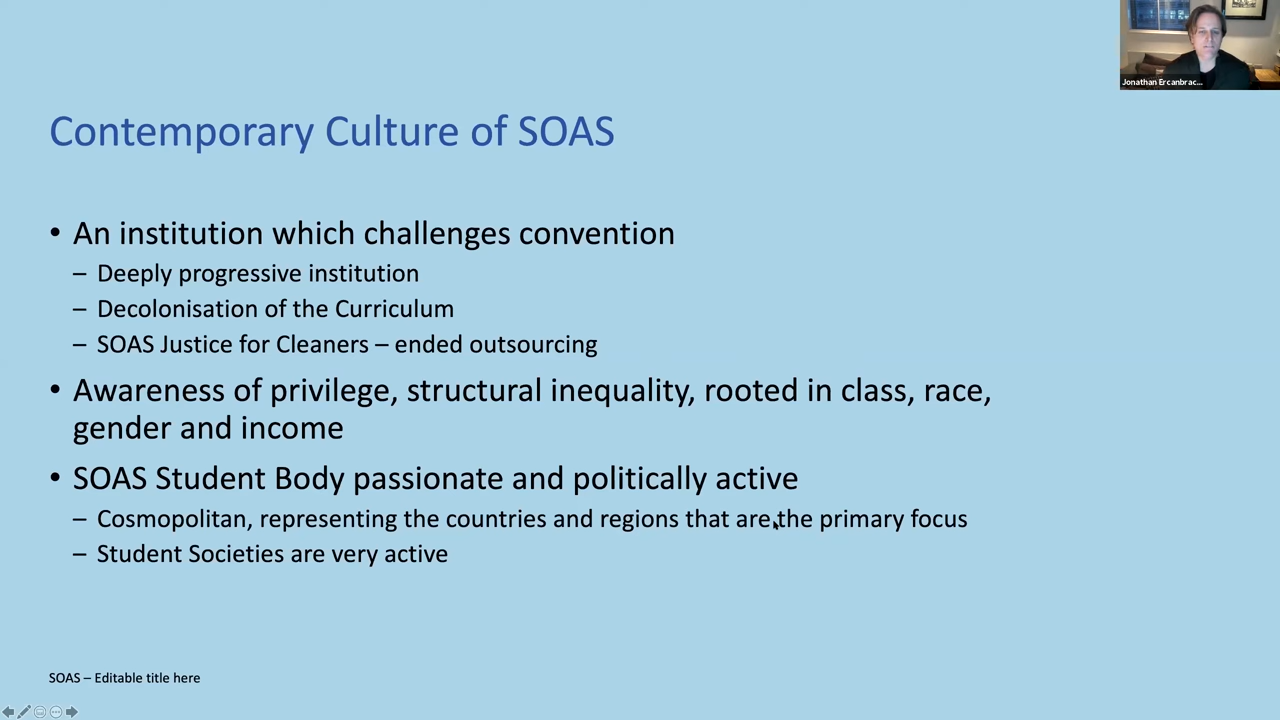 Jonathan Ercanbrac...
Contemporary Culture of SOAS
• An institution which challenges convention
– Deeply progressive institution
– Decolonisation of the Curriculum
– SOAS Justice for Cleaners – ended outsourcing
• Awareness of privilege, structural inequality, rooted in class, race,
gender and income
• SOAS Student Body passionate and politically active
– Cosmopolitan, representing the countries and regions that are the primary focus
– Student Societies are very active
SOAS – Editable title here